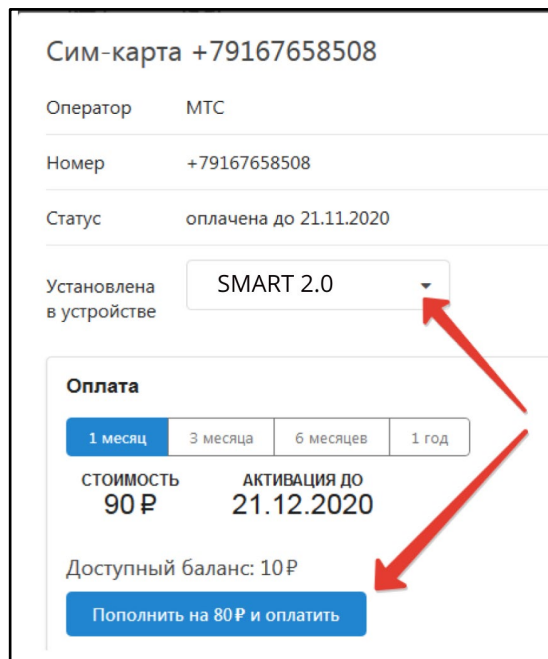 Сим-карта +79167658508
Оператор МТС
Номер +79167658508
Статус оплачена до 21.11.2020
Установлена SMART 2.0
в устройстве
Оплата
1 месяц 3 месяца 6 месяцев 1 год
СТОИМОСТЬ АКТИВАЦИЯ ДО
90 ₽ 21.12.2020
Доступный баланс: 10 ₽
Пополнить на 80 ₽ и оплатить